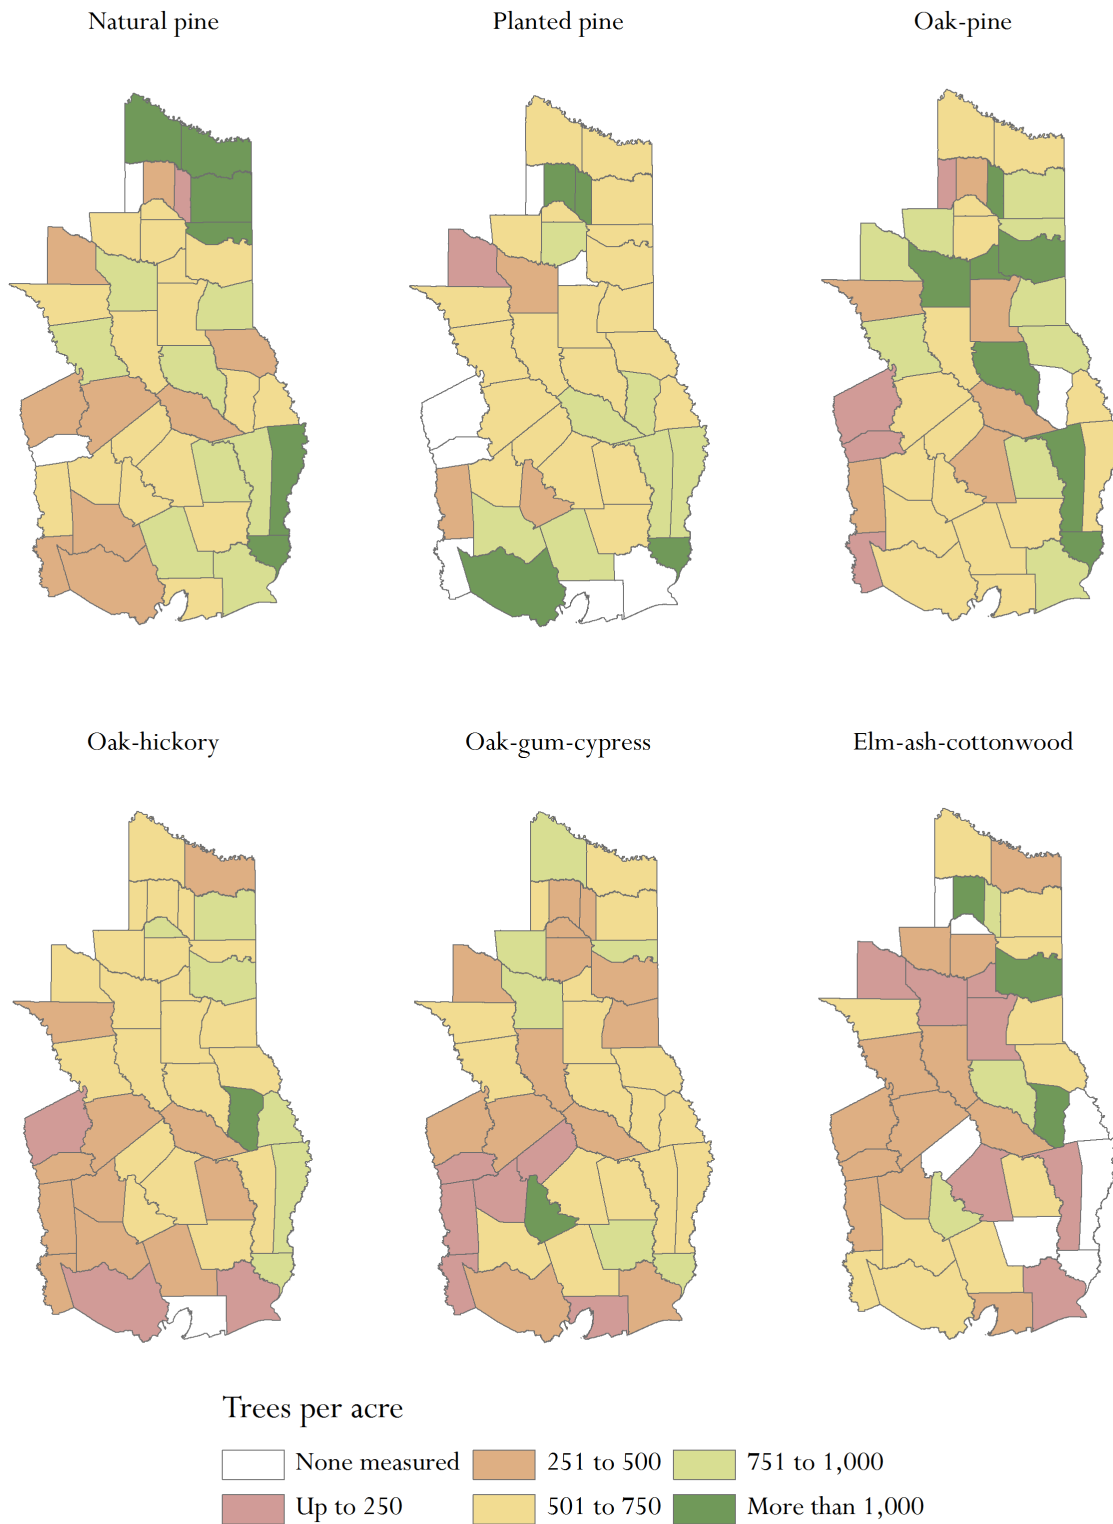 Natural pine
Planted pine
Oak-pine
Oak-hickory
Oak-gum-cypress
Elm-ash-cottonwood
Trees per acre
None measured
251 to 500
751 to 1,000
Up to 250
501 to 750
More than 1,000